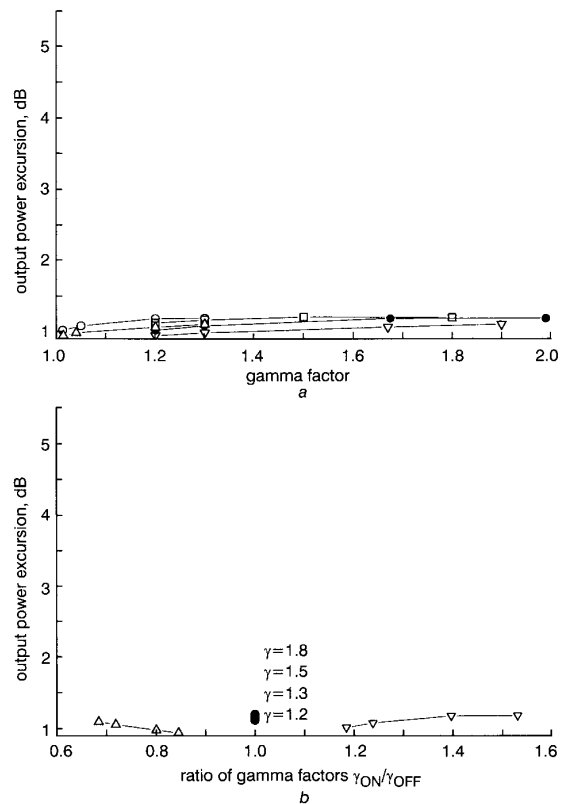 5
4
3
2
1
output power excursion, dB
1.0 1.2 1.4 1.6 1.8 2.0
gamma factor
a
5
4
3
2
1
output power excursion, dB
γ=1.8
γ=1.5
γ=1.3
γ=1.2
0.6 0.8 1.0 1.2 1.4 1.6
ratio of gamma factors γON/γOFF
b